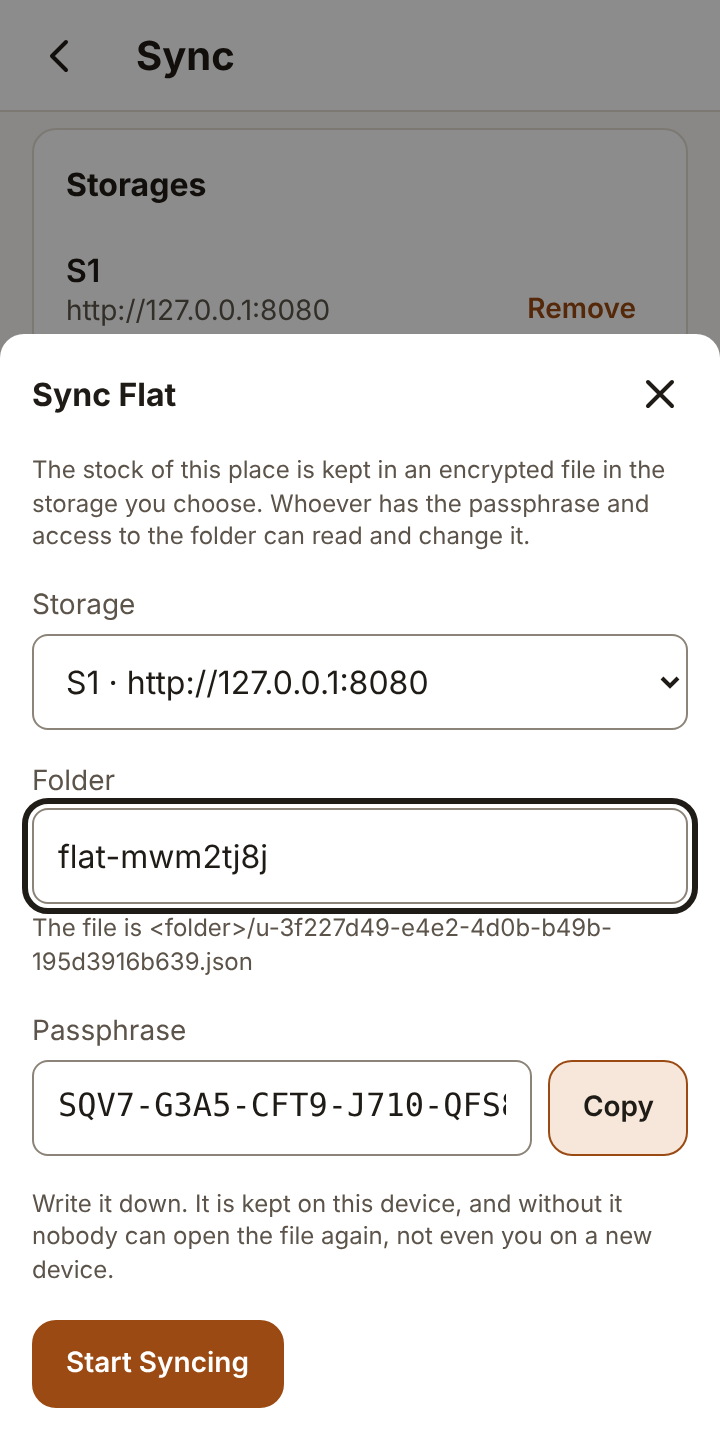 Sync
Storages
S1
http://127.0.0.1:8080
Remove
Sync Flat
The stock of this place is kept in an encrypted file in the
storage you choose. Whoever has the passphrase and
access to the folder can read and change it.
Storage
S1 · http://127.0.0.1:8080
Folder
flat-mwm2tj8j
The file is <folder>/u-3f227d49-e4e2-4d0b-b49b-
195d3916b639.json
Passphrase
SQV7-G3A5-CFT9-J710-QFS
Copy
Write it down. It is kept on this device, and without it
nobody can open the file again, not even you on a new
device.
Start Syncing